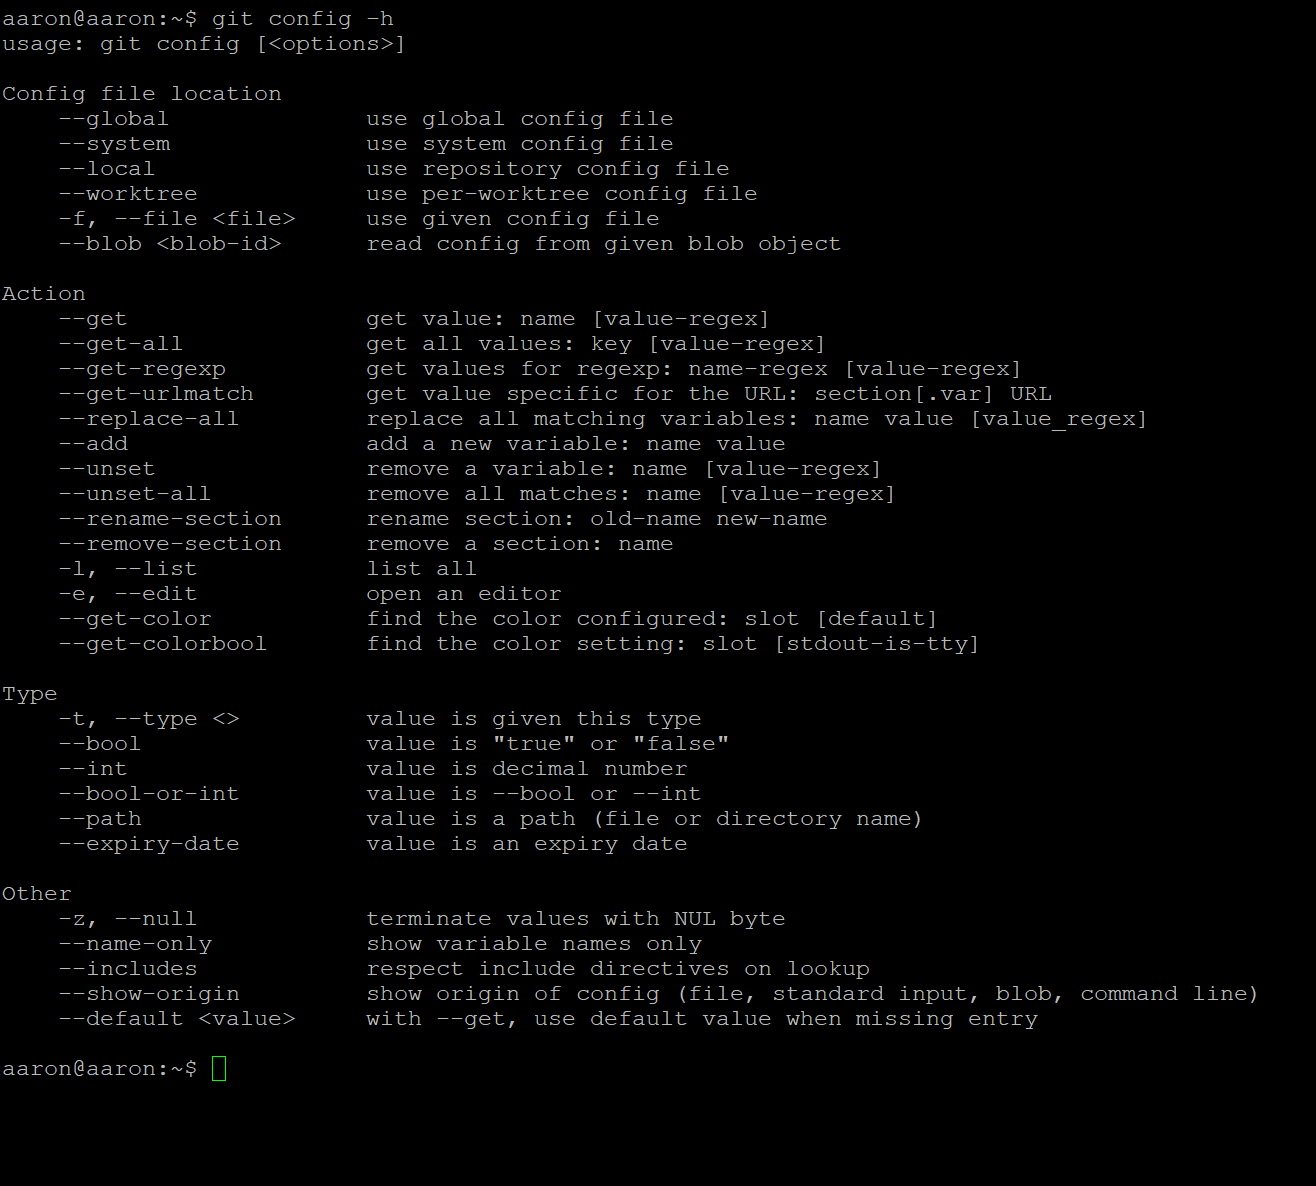 aaron@aaron:~$ git config -h
usage: git config [<options>]

Config file location
    --global              use global config file
    --system              use system config file
    --local               use repository config file
    --worktree            use per-worktree config file
    -f, --file <file>     use given config file
    --blob <blob-id>      read config from given blob object

Action
    --get                 get value: name [value-regex]
    --get-all             get all values: key [value-regex]
    --get-regexp          get values for regexp: name-regex [value-regex]
    --get-urlmatch        get value specific for the URL: section[.var] URL
    --replace-all         replace all matching variables: name value [value_regex]
    --add                 add a new variable: name value
    --unset               remove a variable: name [value-regex]
    --unset-all           remove all matches: name [value-regex]
    --rename-section      rename section: old-name new-name
    --remove-section      remove a section: name
    -l, --list            list all
    -e, --edit            open an editor
    --get-color           find the color configured: slot [default]
    --get-colorbool       find the color setting: slot [stdout-is-tty]

Type
    -t, --type <>         value is given this type
    --bool                value is "true" or "false"
    --int                 value is decimal number
    --bool-or-int         value is --bool or --int
    --path                value is a path (file or directory name)
    --expiry-date         value is an expiry date

Other
    -z, --null            terminate values with NUL byte
    --name-only           show variable names only
    --includes            respect include directives on lookup
    --show-origin         show origin of config (file, standard input, blob, command line)
    --default <value>     with --get, use default value when missing entry

aaron@aaron:~$